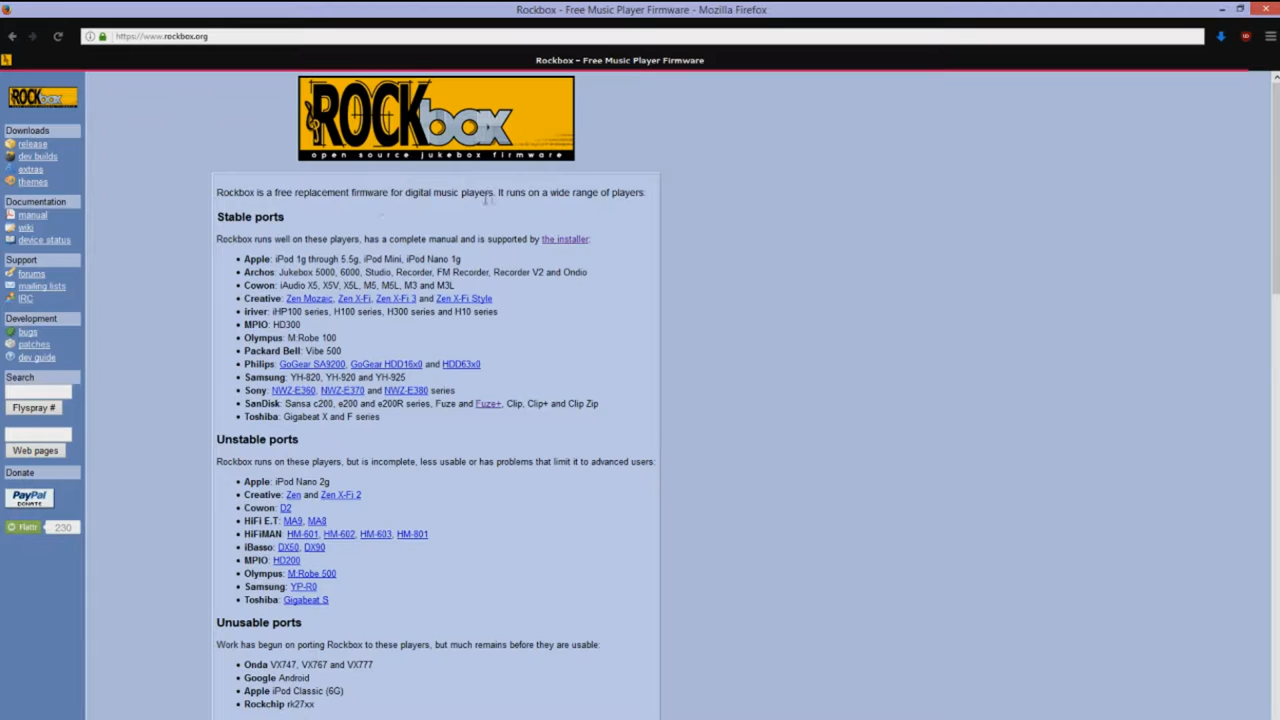 Rockbox - Free Music Player Firmware - Mozilla Firefox
https://www.rockbox.org
Rockbox - Free Music Player Firmware
ROCKbox
Downloads
release
dev builds
extras
themes
Documentation
manual
wiki
device status
Support
forums
mailing lists
IRC
Development
bugs
patches
dev guide
Search
Flyspray #
Web pages
Donate
PayPal
DONATE
Flattr 230
ROCKbox
open source jukebox firmware
Rockbox is a free replacement firmware for digital music players. It runs on a wide range of players:
Stable ports
Rockbox runs well on these players, has a complete manual and is supported by the installer:
• Apple: iPod 1g through 5.5g, iPod Mini, iPod Nano 1g
• Archos: Jukebox 5000, 6000, Studio, Recorder, FM Recorder, Recorder V2 and Ondio
• Cowon: iAudio X5, X5V, X5L, M5, M5L, M3 and M3L
• Creative: Zen Mozaic, Zen X-Fi, Zen X-Fi 3 and Zen X-Fi Style
• iriver: iHP100 series, H100 series, H300 series and H10 series
• MPIO: HD300
• Olympus: M:Robe 100
• Packard Bell: Vibe 500
• Philips: GoGear SA9200, GoGear HDD16x0 and HDD63x0
• Samsung: YH-820, YH-920 and YH-925
• Sony: NWZ-E360, NWZ-E370 and NWZ-E380 series
• SanDisk: Sansa c200, e200 and e200R series, Fuze and Fuze+, Clip, Clip+ and Clip Zip
• Toshiba: Gigabeat X and F series
Unstable ports
Rockbox runs on these players, but is incomplete, less usable or has problems that limit it to advanced users:
• Apple: iPod Nano 2g
• Creative: Zen and Zen X-Fi 2
• Cowon: D2
• HiFi E.T: MA9, MA8
• HiFiMAN: HM-601, HM-602, HM-603, HM-801
• iBasso: DX50, DX90
• MPIO: HD200
• Olympus: M:Robe 500
• Samsung: YP-R0
• Toshiba: Gigabeat S
Unusable ports
Work has begun on porting Rockbox to these players, but much remains before they are usable:
• Onda VX747, VX767 and VX777
• Google Android
• Apple iPod Classic (6G)
• Rockchip rk27xx